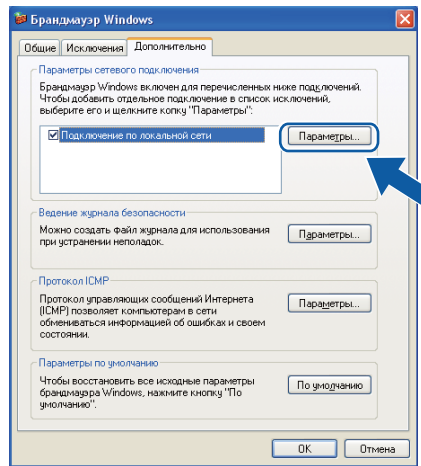 Брандмауэр Windows
Общие Исключения Дополнительно
Параметры сетевого подключения
Брандмауэр Windows включен для перечисленных ниже подключений.
Чтобы добавить отдельное подключение в список исключений,
выберите его и щелкните копку "Параметры":
Подключение по локальной сети
Параметры...
Ведение журнала безопасности
Можно создать файл журнала для использования
при устранении неполадок.
Параметры...
Протокол ICMP
Протокол управляющих сообщений Интернета
(ICMP) позволяет компьютерам в сети
обмениваться информацией об ошибках и своем
состоянии.
Параметры...
Параметры по умолчанию
Чтобы восстановить все исходные параметры
брандмауэра Windows, нажмите кнопку "По
умолчанию".
По умолчанию
OK Отмена